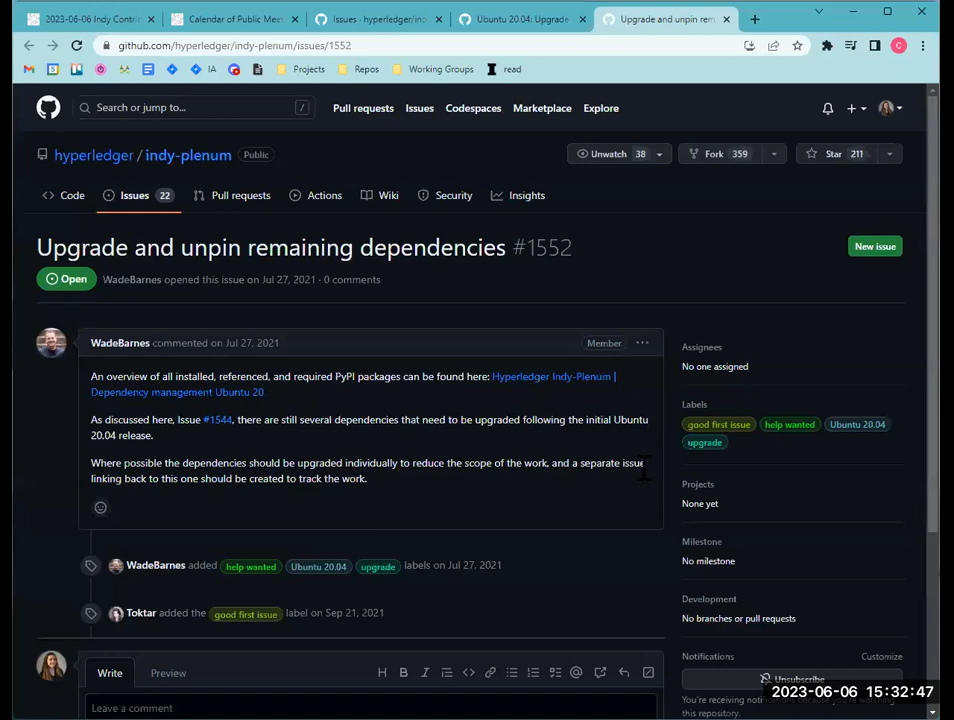 2023-06-06 Indy Contri
Calendar of Public Mee
Issues · hyperledger/in
Ubuntu 20.04: Upgrade
Upgrade and unpin rem
github.com/hyperledger/indy-plenum/issues/1552
IA
Projects
Repos
Working Groups
read
Search or jump to...
/
Pull requests
Issues
Codespaces
Marketplace
Explore
hyperledger / indy-plenum Public
Unwatch 38
Fork 359
Star 211
Code
Issues 22
Pull requests
Actions
Wiki
Security
Insights
Upgrade and unpin remaining dependencies #1552
New issue
Open WadeBarnes opened this issue on Jul 27, 2021 · 0 comments
WadeBarnes commented on Jul 27, 2021
Member
An overview of all installed, referenced, and required PyPI packages can be found here: Hyperledger Indy-Plenum |
Dependency management Ubuntu 20
As discussed here, Issue #1544, there are still several dependencies that need to be upgraded following the initial Ubuntu
20.04 release.
Where possible the dependencies should be upgraded individually to reduce the scope of the work, and a separate issue
linking back to this one should be created to track the work.
WadeBarnes added help wanted Ubuntu 20.04 upgrade labels on Jul 27, 2021
Toktar added the good first issue label on Sep 21, 2021
Write
Preview
Leave a comment
Assignees
No one assigned
Labels
good first issue help wanted Ubuntu 20.04
upgrade
Projects
None yet
Milestone
No milestone
Development
No branches or pull requests
Notifications Customize
Unsubscribe
2023-06-06 15:32:47
You're receiving notifications because you're watching
this repository.